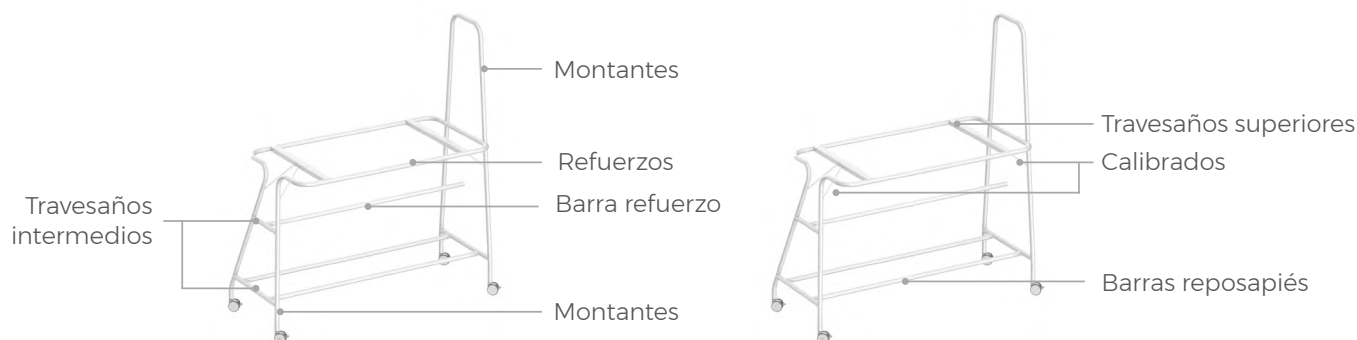 Montantes
Refuerzos
Barra refuerzo
Travesaños
intermedios
Montantes
Travesaños superiores
Calibrados
Barras reposapiés